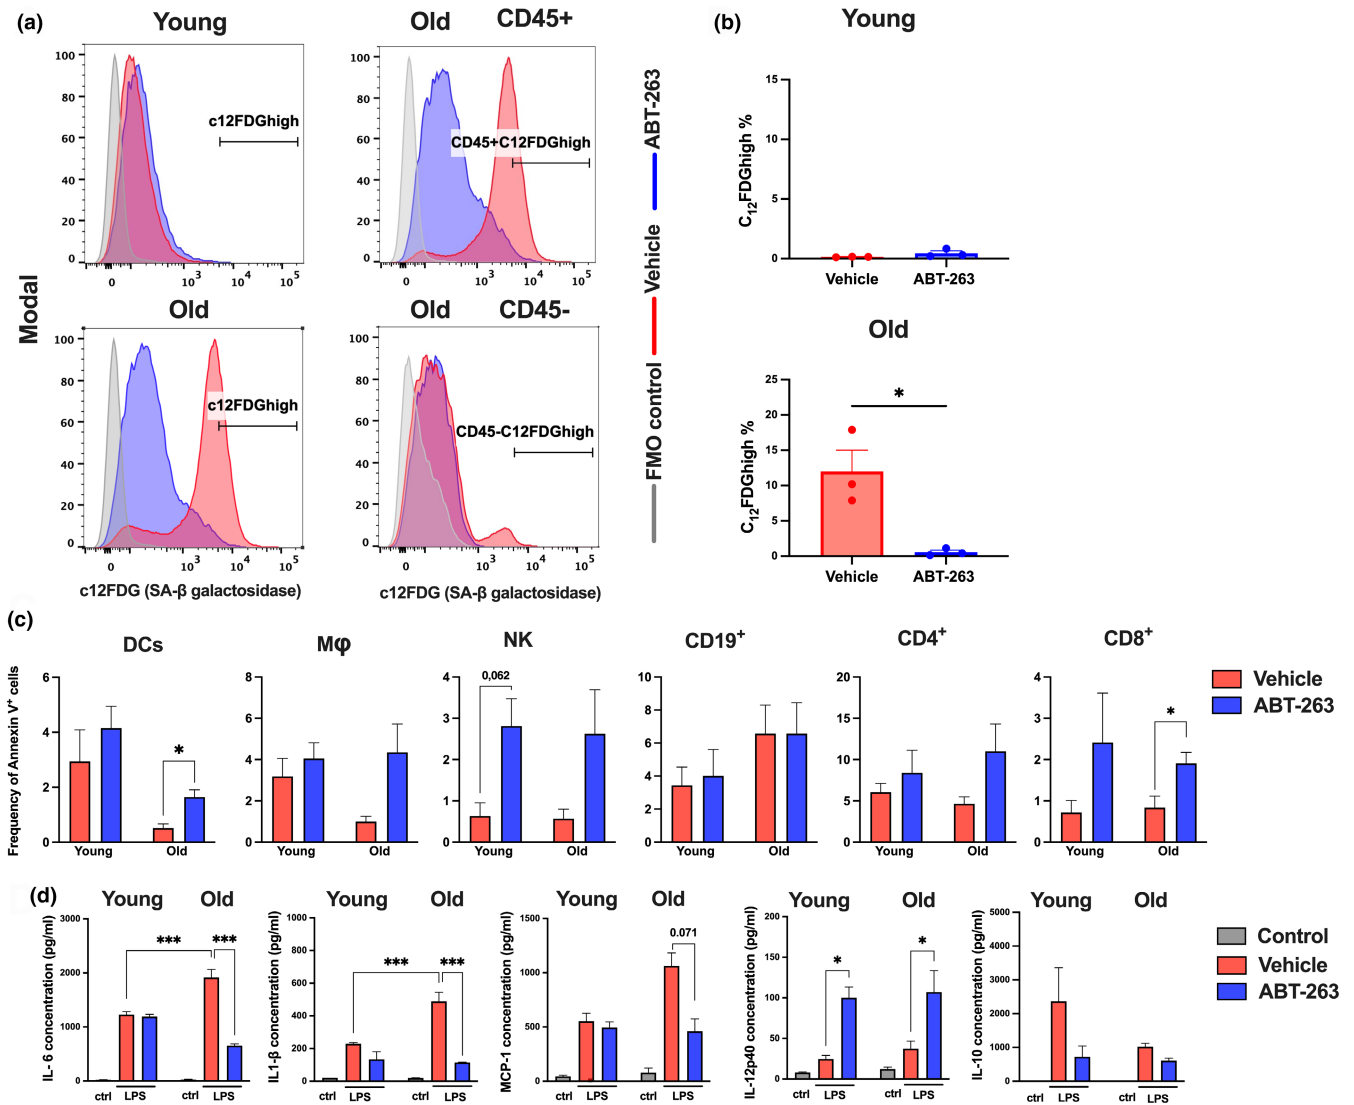 (a)
Young
Old CD45+
100
80
60
40
20
0
c12FDGhigh
0 10³ 10⁴ 10⁵
100
80
60
40
20
0
CD45+C12FDGhigh
0 10³ 10⁴ 10⁵
Modal
Old
Old CD45-
100
80
60
40
20
0
c12FDGhigh
0 10³ 10⁴ 10⁵
c12FDG (SA-β galactosidase)
100
80
60
40
20
0
CD45-C12FDGhigh
0 10³ 10⁴ 10⁵
c12FDG (SA-β galactosidase)
FMO control Vehicle ABT-263
(b)
Young
C₁₂FDGhigh %
15
10
5
0
Vehicle ABT-263
Old
C₁₂FDGhigh %
25
20
15
10
5
0
*
Vehicle ABT-263
(c)
Frequency of Annexin V⁺ cells
DCs
6
4
2
0
*
Young Old
Mφ
8
6
4
2
0
Young Old
NK
4
3
2
1
0
0,062
Young Old
CD19⁺
10
8
6
4
2
0
Young Old
CD4⁺
20
15
10
5
0
Young Old
CD8⁺
4
3
2
1
0
*
Young Old
Vehicle
ABT-263
(d)
Young Old
IL- 6 concentration (pg/ml)
3000
2000
1000
0
*** ***
ctrl LPS ctrl LPS
Young Old
IL1-β concentration (pg/ml)
1000
800
600
400
200
0
*** ***
ctrl LPS ctrl LPS
Young Old
MCP-1 concentration (pg/ml)
1500
1000
500
0
0.071
ctrl LPS ctrl LPS
Young Old
IL-12p40 concentration (pg/ml)
200
150
100
50
0
* *
ctrl LPS ctrl LPS
Young Old
IL-10 concentration (pg/ml)
5000
4000
3000
2000
1000
0
ctrl LPS ctrl LPS
Control
Vehicle
ABT-263